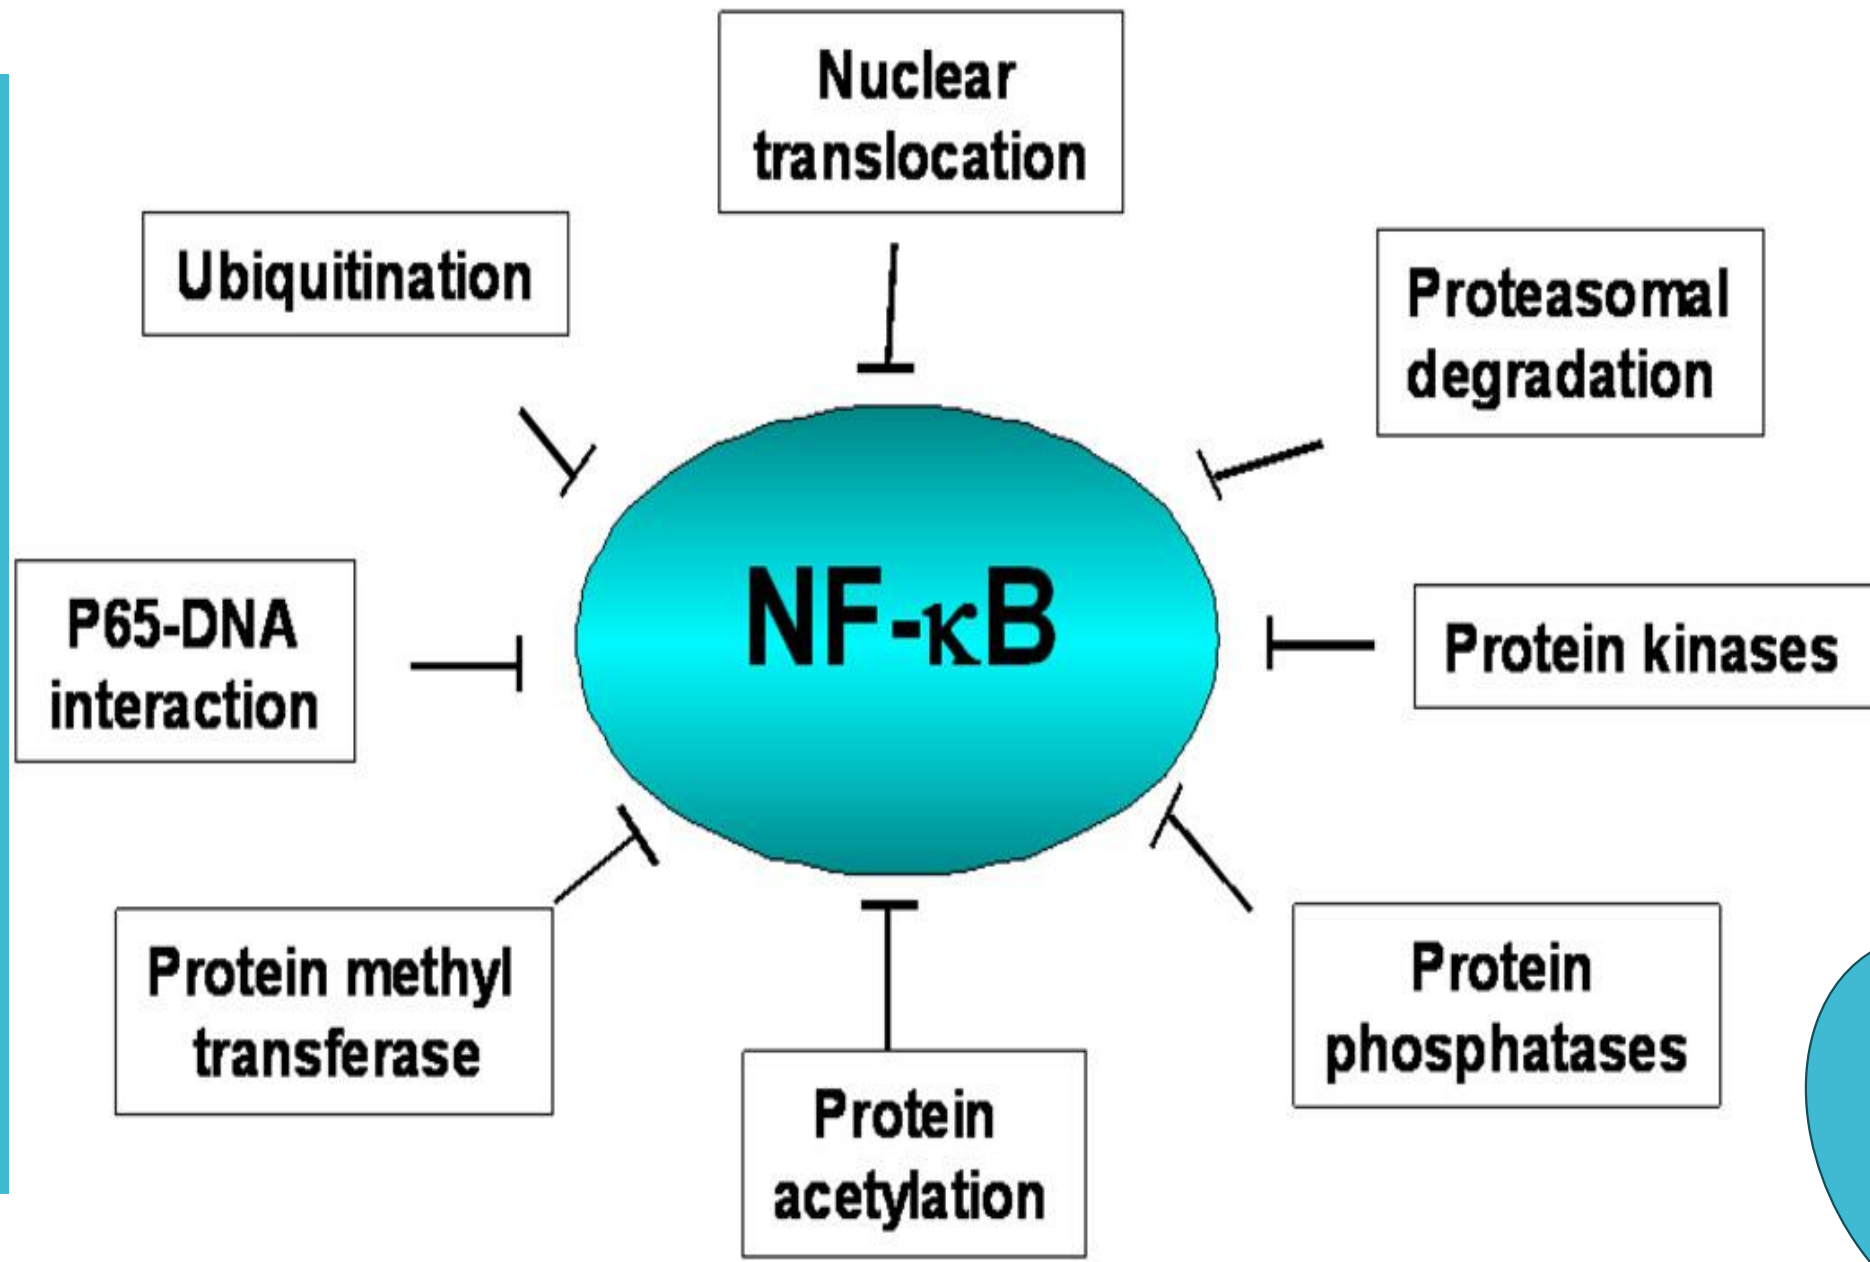 Nuclear
translocation
Ubiquitination
Proteasomal
degradation
NF-κB
P65-DNA
interaction
Protein kinases
Protein methyl
transferase
Protein
phosphatases
Protein
acetylation